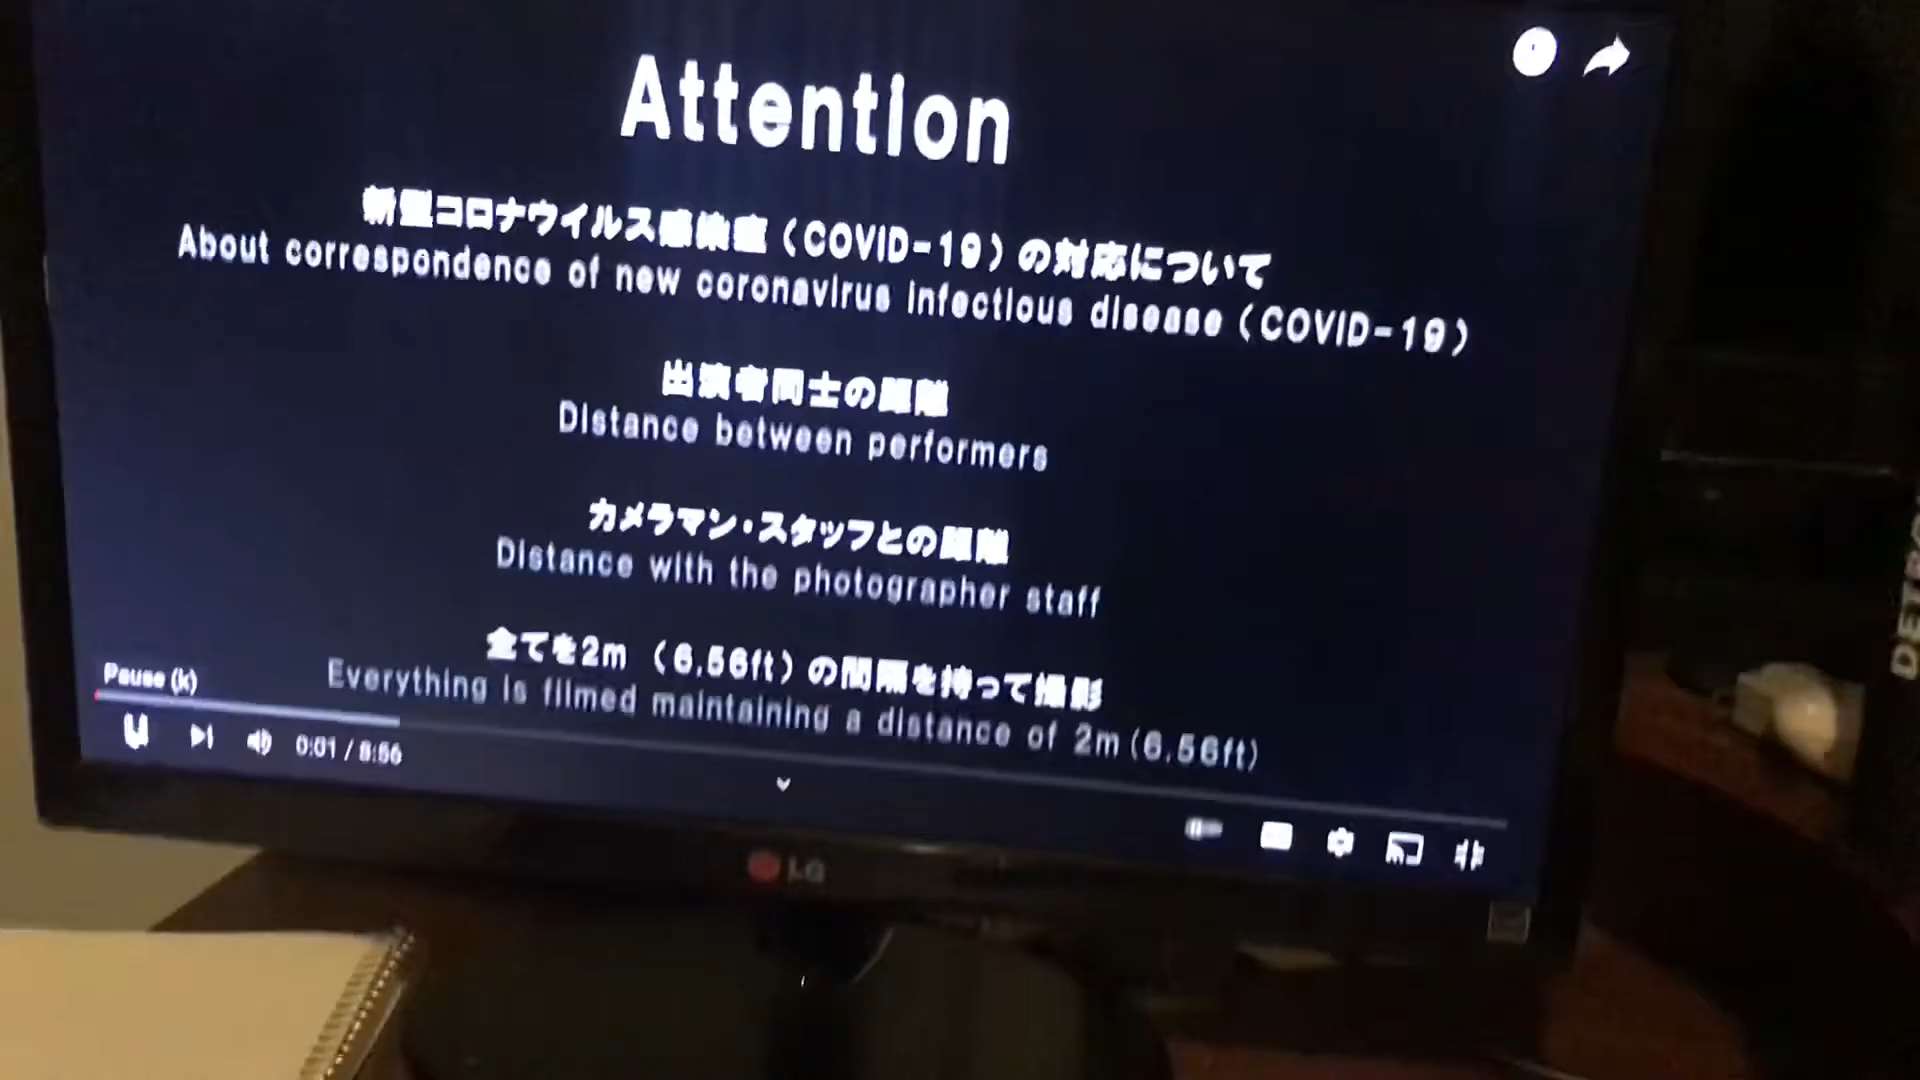 Attention
新型コロナウイルス感染症（COVID-19）の対応について
About correspondence of new coronavirus infectious disease (COVID-19)
出演者同士の距離
Distance between performers
カメラマン・スタッフとの距離
Distance with the photographer staff
全てを2m （6.56ft）の間隔を持って撮影
Everything is filmed maintaining a distance of 2m (6.56ft)
Pause (k)
0:01 / 8:56
LG